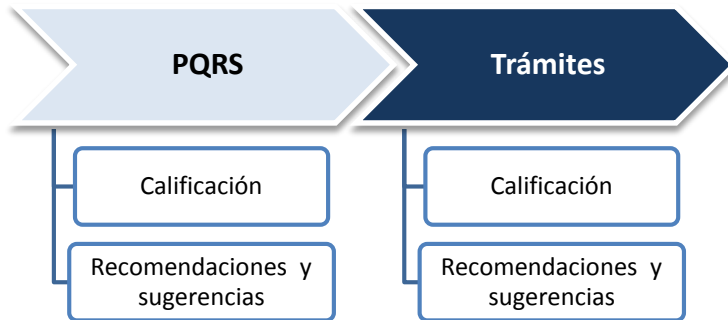 PQRS
Trámites
Calificación
Calificación
Recomendaciones y
sugerencias
Recomendaciones y
sugerencias